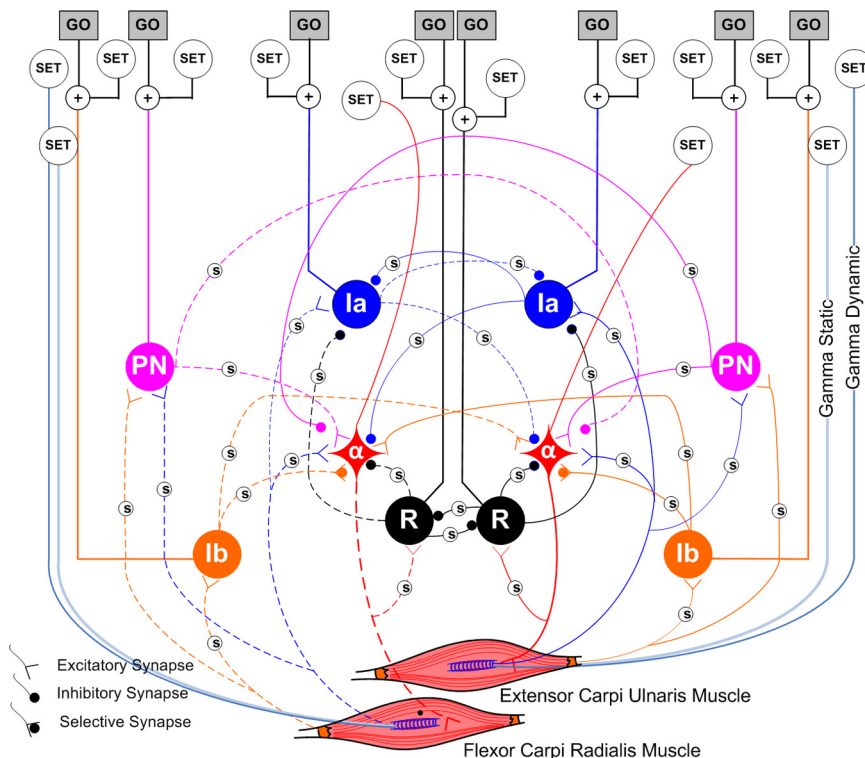 GO GO GO GO GO GO GO GO
SET SET SET SET SET SET SET SET SET SET
+ + + + + + + +
SET SET SET SET
S S S S
Ia Ia
Gamma Static
Gamma Dynamic
S S S S
PN PN
S S S S
α α
S S S S S S
S S S S S S
R R
S
Ib Ib
S S
S S
Excitatory Synapse
Inhibitory Synapse
Selective Synapse
Extensor Carpi Ulnaris Muscle
Flexor Carpi Radialis Muscle